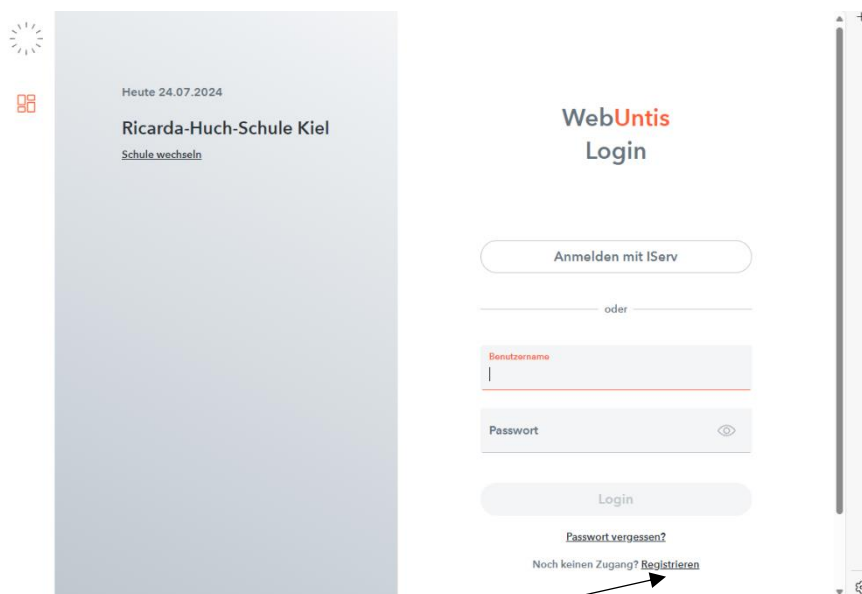 Heute 24.07.2024
Ricarda-Huch-Schule Kiel
Schule wechseln
WebUntis
Login
Anmelden mit IServ
oder
Benutzername
Passwort
Login
Passwort vergessen?
Noch keinen Zugang? Registrieren